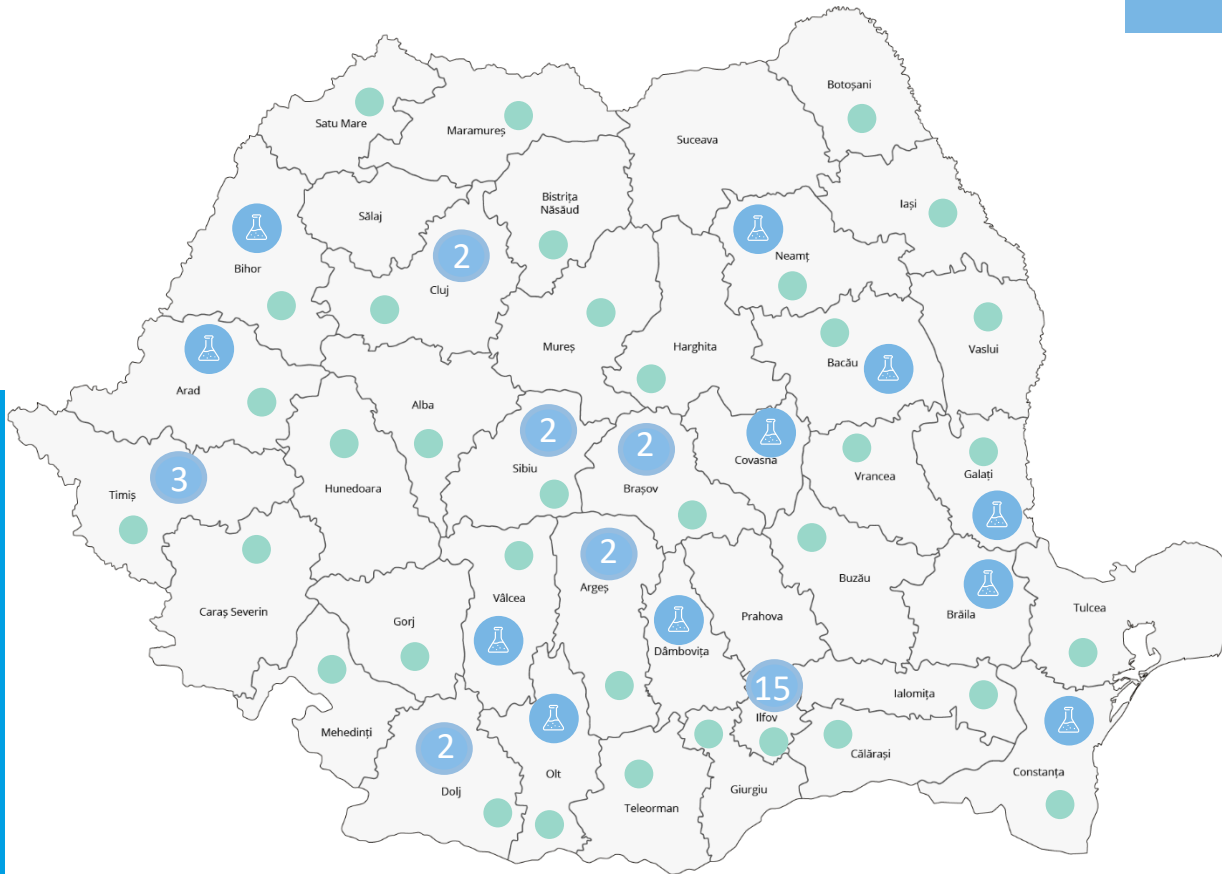 Botoșani
Satu Mare
Maramureș
Suceava
Bistrița
Năsăud
Iași
Sălaj
2
Cluj
Neamț
Bihor
Mureș
Harghita
Bacău
Vaslui
Arad
Alba
2
Sibiu
2
Brașov
Covasna
Vrancea
Galați
3
Timiș
Hunedoara
2
Argeș
Vâlcea
Buzău
Brăila
Tulcea
Caraș Severin
Gorj
Prahova
Dâmbovița
15
Ilfov
Ialomița
Mehedinți
2
Dolj
Olt
Călărași
Constanța
Teleorman
Giurgiu